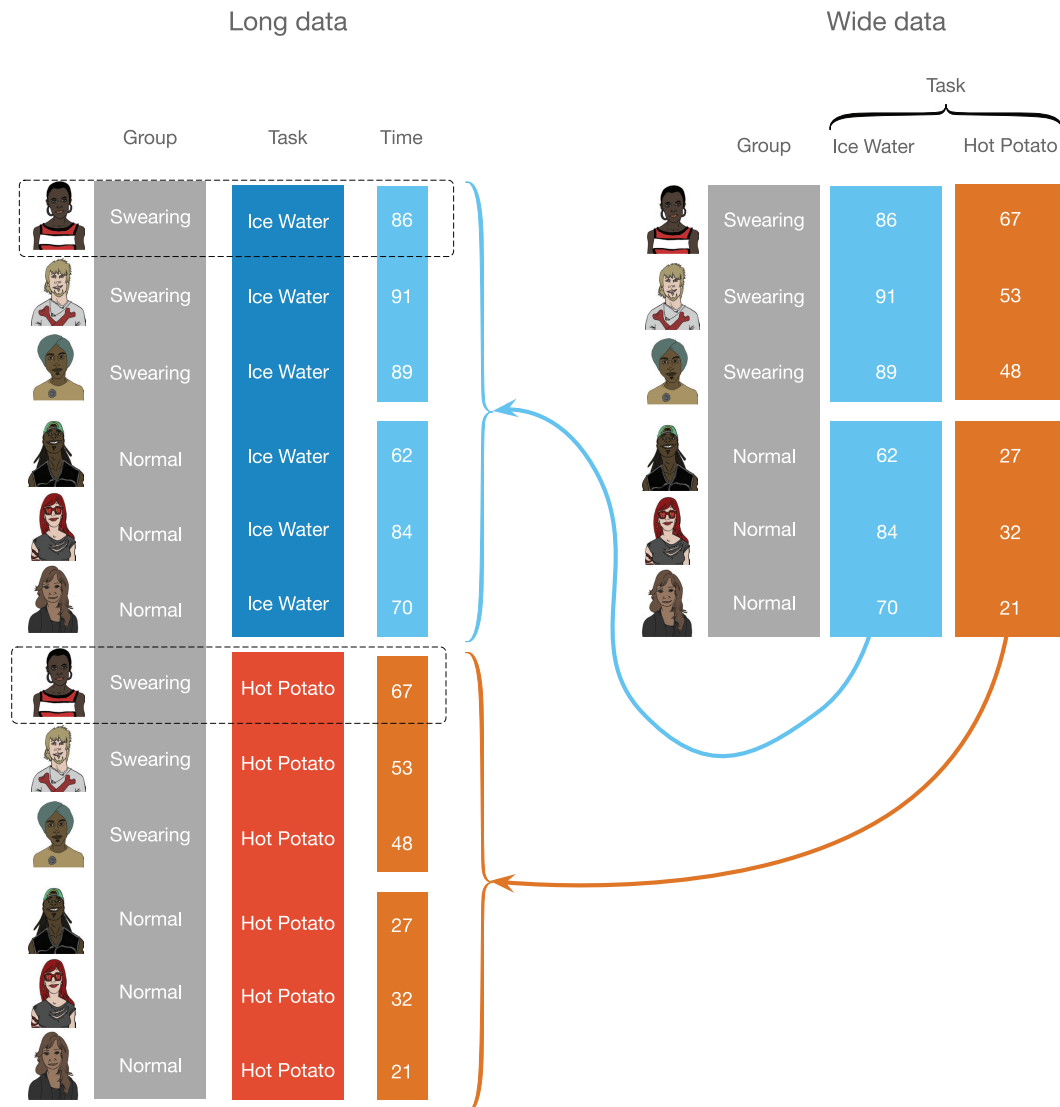 Long data
Wide data
Task
Group Task Time
Group Ice Water Hot Potato
Swearing Ice Water 86
Swearing Ice Water 91
Swearing Ice Water 89
Normal Ice Water 62
Normal Ice Water 84
Normal Ice Water 70
Swearing Hot Potato 67
Swearing Hot Potato 53
Swearing Hot Potato 48
Normal Hot Potato 27
Normal Hot Potato 32
Normal Hot Potato 21
Swearing 86 67
Swearing 91 53
Swearing 89 48
Normal 62 27
Normal 84 32
Normal 70 21